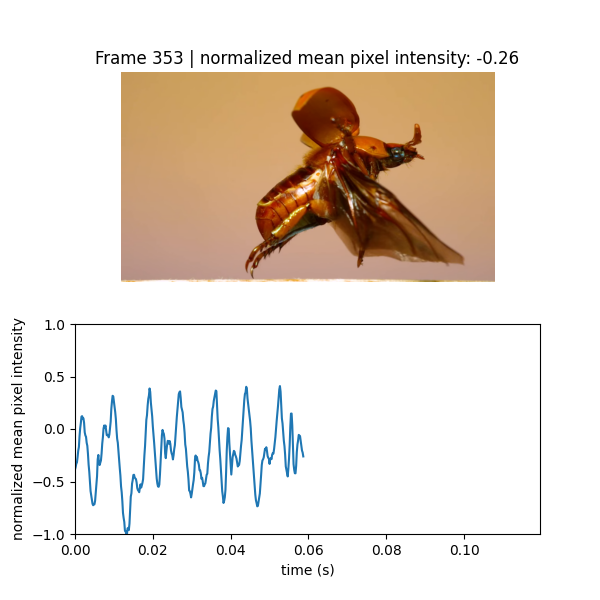 Frame 353 | normalized mean pixel intensity: -0.26
1.0
0.5
0.0
−0.5
−1.0
normalized mean pixel intensity
0.00 0.02 0.04 0.06 0.08 0.10
time (s)